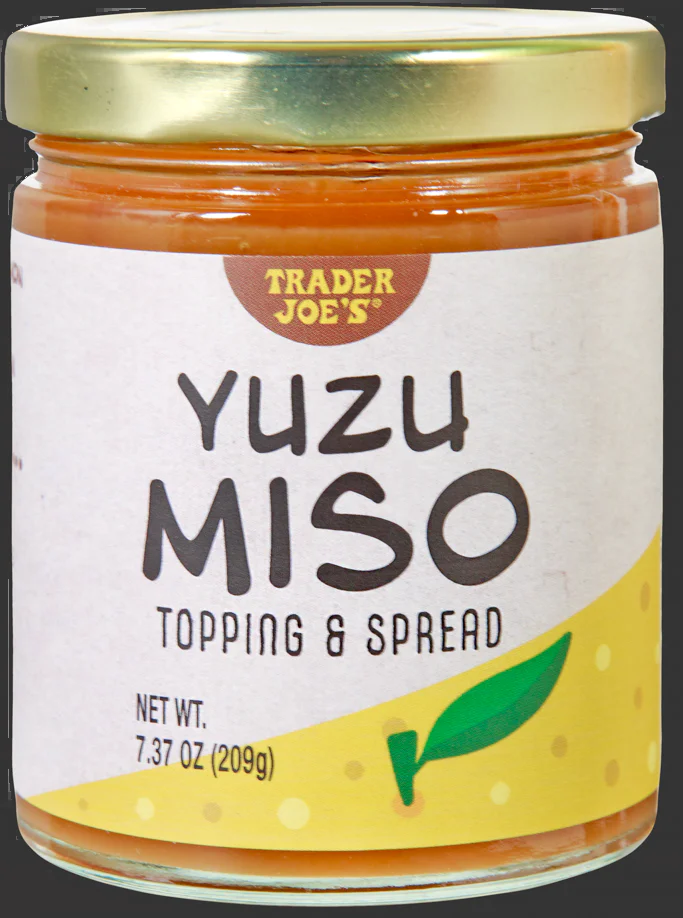 TRADER
JOE'S®
YUZU
MISO
TOPPING & SPREAD
NET WT.
7.37 OZ (209g)